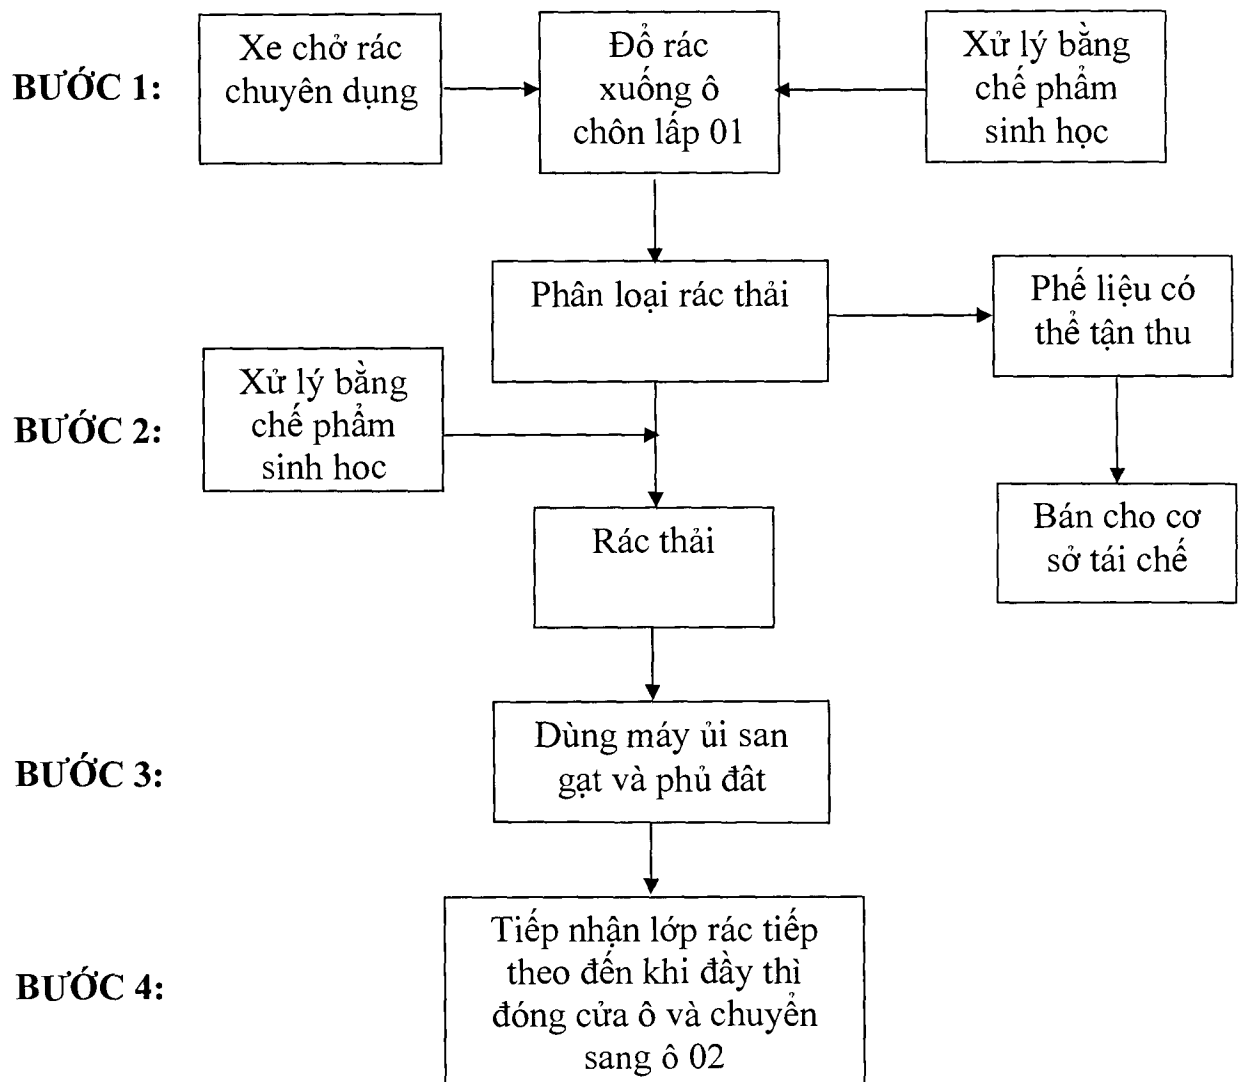 BƯỚC 1:
Xe chở rác
chuyên dụng
Đổ rác
xuống ô
chôn lấp 01
Xử lý bằng
chế phẩm
sinh học
Phân loại rác thải
Phế liệu có
thể tận thu
BƯỚC 2:
Xử lý bằng
chế phẩm
sinh hoc
Rác thải
Bán cho cơ
sở tái chế
BƯỚC 3:
Dùng máy ủi san
gạt và phủ đât
BƯỚC 4:
Tiếp nhận lớp rác tiếp
theo đến khi đầy thì
đóng cửa ô và chuyển
sang ô 02